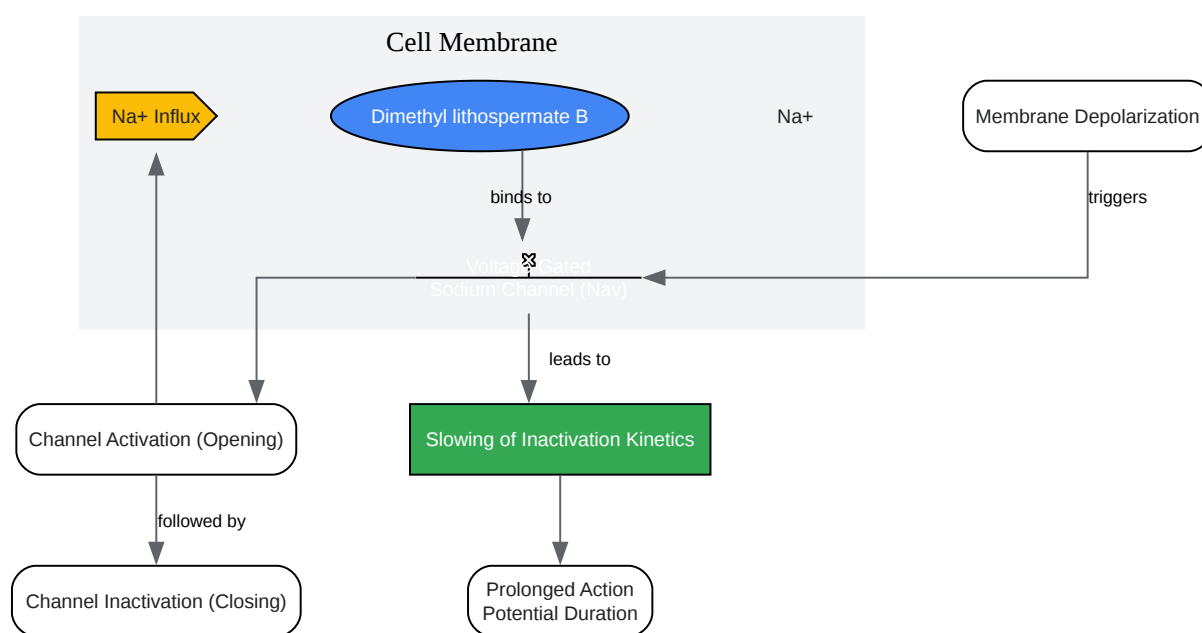 Cell Membrane
Na+ Influx
Dimethyl lithospermate B
Na+
Membrane Depolarization
binds to
triggers
Voltage-Gated
Sodium Channel (Nav)
leads to
Channel Activation (Opening)
Slowing of Inactivation Kinetics
followed by
Channel Inactivation (Closing)
Prolonged Action
Potential Duration